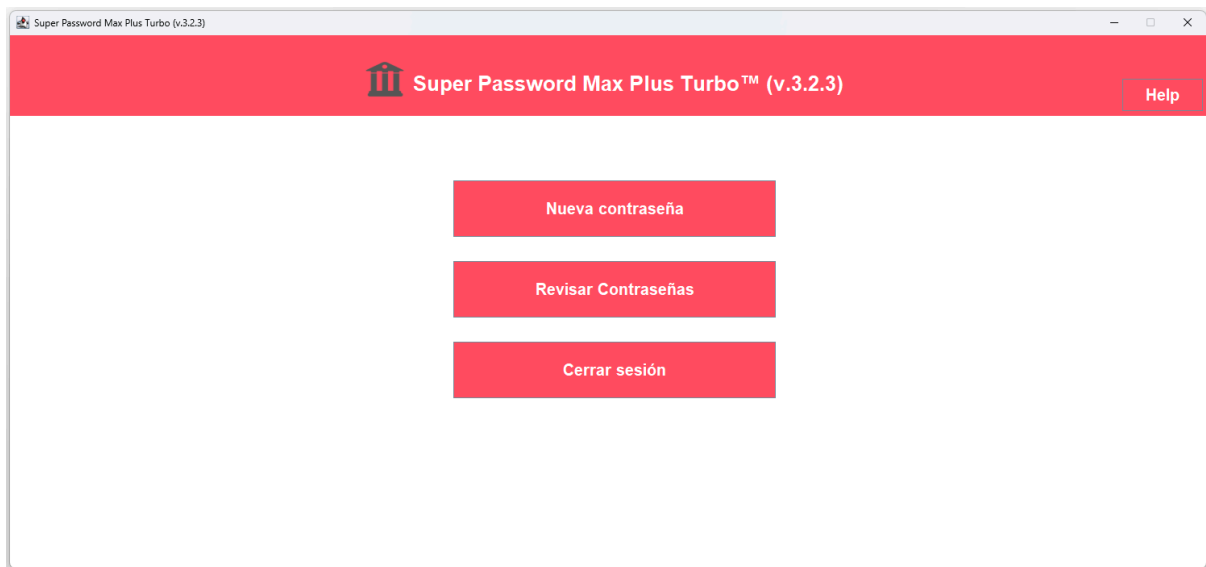 Super Password Max Plus Turbo (v.3.2.3)
Super Password Max Plus Turbo™ (v.3.2.3)
Help
Nueva contraseña
Revisar Contraseñas
Cerrar sesión